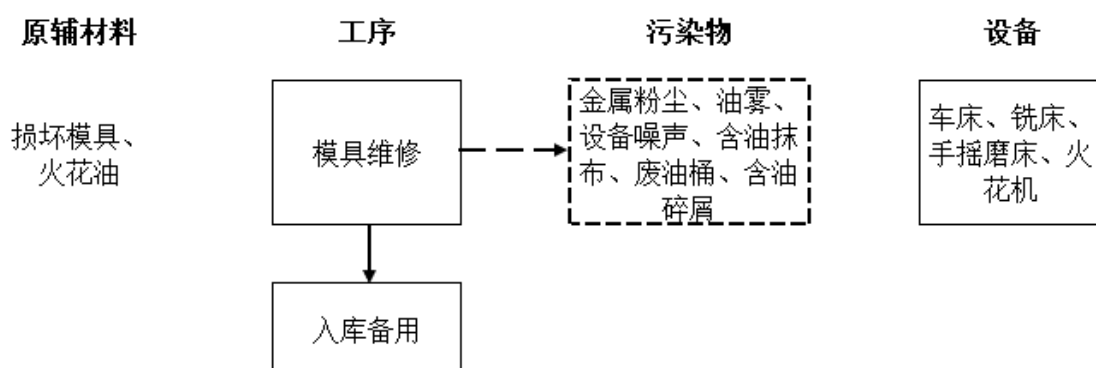 原辅材料
工序
污染物
设备
损坏模具、
火花油
模具维修
金属粉尘、油雾、
设备噪声、含油抹
布、废油桶、含油
碎屑
车床、铣床、
手摇磨床、火
花机
入库备用